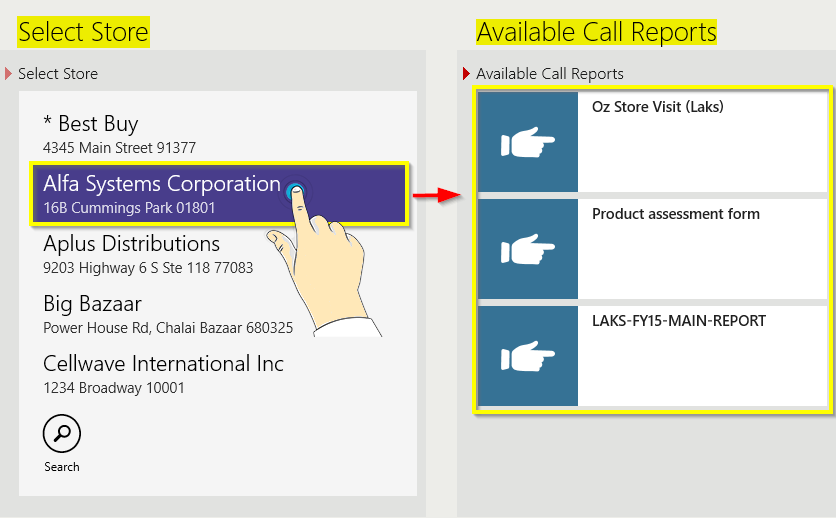 Select Store
Select Store
* Best Buy
4345 Main Street 91377
Alfa Systems Corporation
16B Cummings Park 01801
Aplus Distributions
9203 Highway 6 S Ste 118 77083
Big Bazaar
Power House Rd, Chalai Bazaar 680325
Cellwave International Inc
1234 Broadway 10001
Search
Available Call Reports
Available Call Reports
Oz Store Visit (Laks)
Product assessment form
LAKS-FY15-MAIN-REPORT